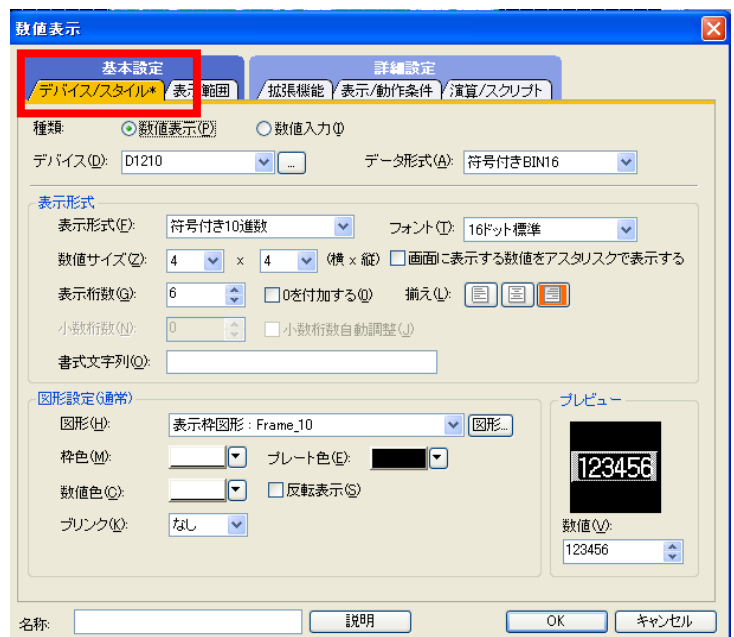 数値表示
基本設定 詳細設定
デバイス/スタイル* 表示範囲 拡張機能 表示/動作条件 演算/スクリプト
種類: 数値表示(P) 数値入力(I)
デバイス(D): D1210 ... データ形式(A): 符号付きBIN16
表示形式
表示形式(F): 符号付き10進数 フォント(T): 16ドット標準
数値サイズ(Z): 4 × 4 (横 x 縦) 画面に表示する数値をアスタリスクで表示する
表示桁数(G): 6 0を付加する(0) 揃え(L):
小数桁数(N): 0 小数桁数自動調整(J)
書式文字列(O):
図形設定(通常) プレビュー
図形(H): 表示枠図形:Frame_10 図形...
枠色(M): プレート色(E):
123456
数値色(C): 反転表示(S)
ブリンク(K): なし 数値(V):
123456
名称: 説明 OK キャンセル